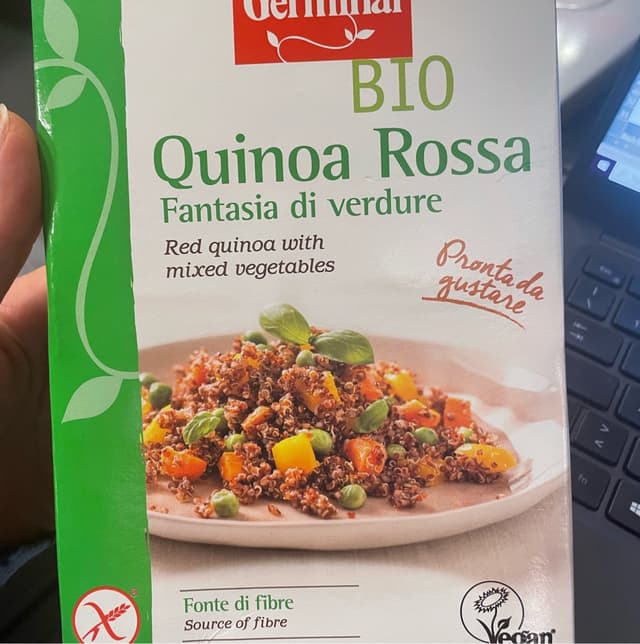 Germinal
BIO
Quinoa Rossa
Fantasia di verdure
Red quinoa with
mixed vegetables
Pronta da
gustare
Fonte di fibre
Source of fibre
Vegan